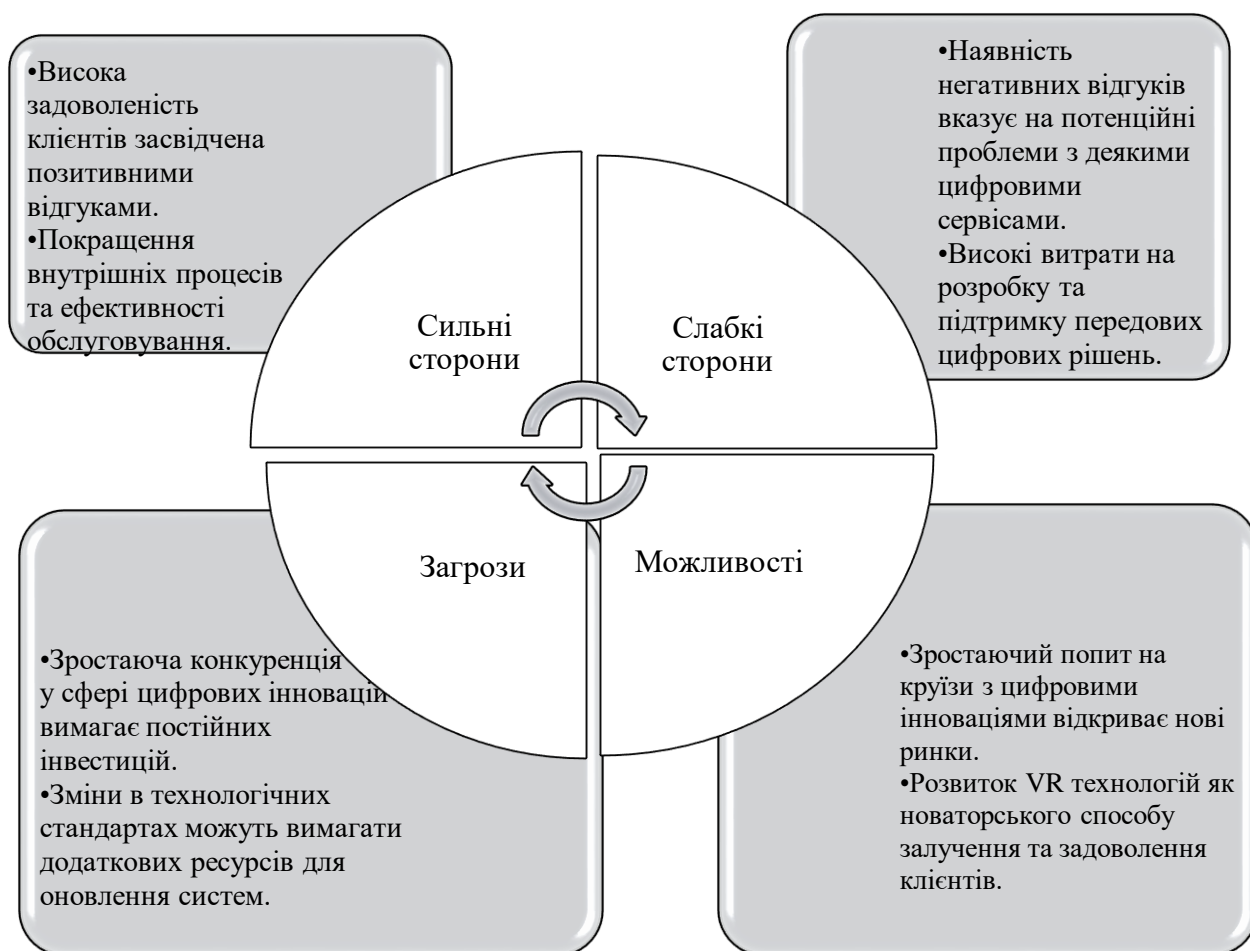 •Висока
задоволеність
клієнтів засвідчена
позитивними
відгуками.
•Покращення
внутрішніх процесів
та ефективності
обслуговування.
•Наявність
негативних відгуків
вказує на потенційні
проблеми з деякими
цифровими
сервісами.
•Високі витрати на
розробку та
підтримку передових
цифрових рішень.
Сильні
сторони
Слабкі
сторони
Загрози
Можливості
•Зростаюча конкуренція
у сфері цифрових інновацій
вимагає постійних
інвестицій.
•Зміни в технологічних
стандартах можуть вимагати
додаткових ресурсів для
оновлення систем.
•Зростаючий попит на
круїзи з цифровими
інноваціями відкриває нові
ринки.
•Розвиток VR технологій як
новаторського способу
залучення та задоволення
клієнтів.